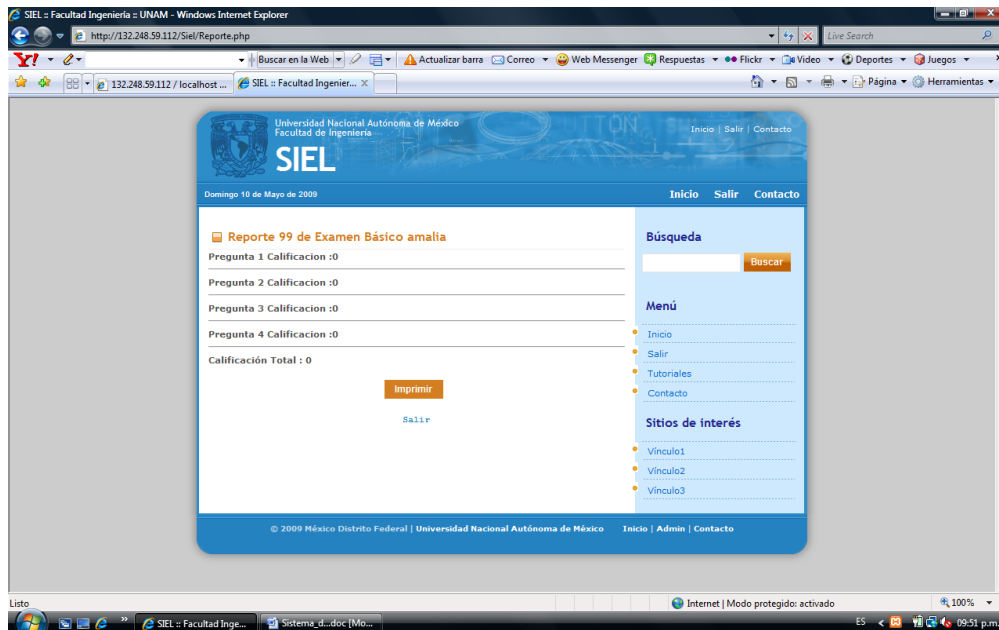 SIEL :: Facultad Ingeniería :: UNAM - Windows Internet Explorer
http://132.248.59.112/Siel/Reporte.php
Live Search
Y!
Buscar en la Web
Actualizar barra
Correo
Web Messenger
Respuestas
Flickr
Video
Deportes
Juegos
132.248.59.112 / localhost ...
SIEL :: Facultad Ingenier...
Página
Herramientas
Universidad Nacional Autónoma de México
Facultad de Ingeniería
SIEL
Inicio | Salir | Contacto
Domingo 10 de Mayo de 2009
Inicio Salir Contacto
Reporte 99 de Examen Básico amalia
Pregunta 1 Calificacion :0
Pregunta 2 Calificacion :0
Pregunta 3 Calificacion :0
Pregunta 4 Calificacion :0
Calificación Total : 0
Imprimir
Salir
Búsqueda
Buscar
Menú
Inicio
Salir
Tutoriales
Contacto
Sitios de interés
Vínculo1
Vínculo2
Vínculo3
© 2009 México Distrito Federal | Universidad Nacional Autónoma de México Inicio | Admin | Contacto
Listo
Internet | Modo protegido: activado
100%
SIEL :: Facultad Inge...
Sistema_d...doc [Mo...
ES
09:51 p.m.